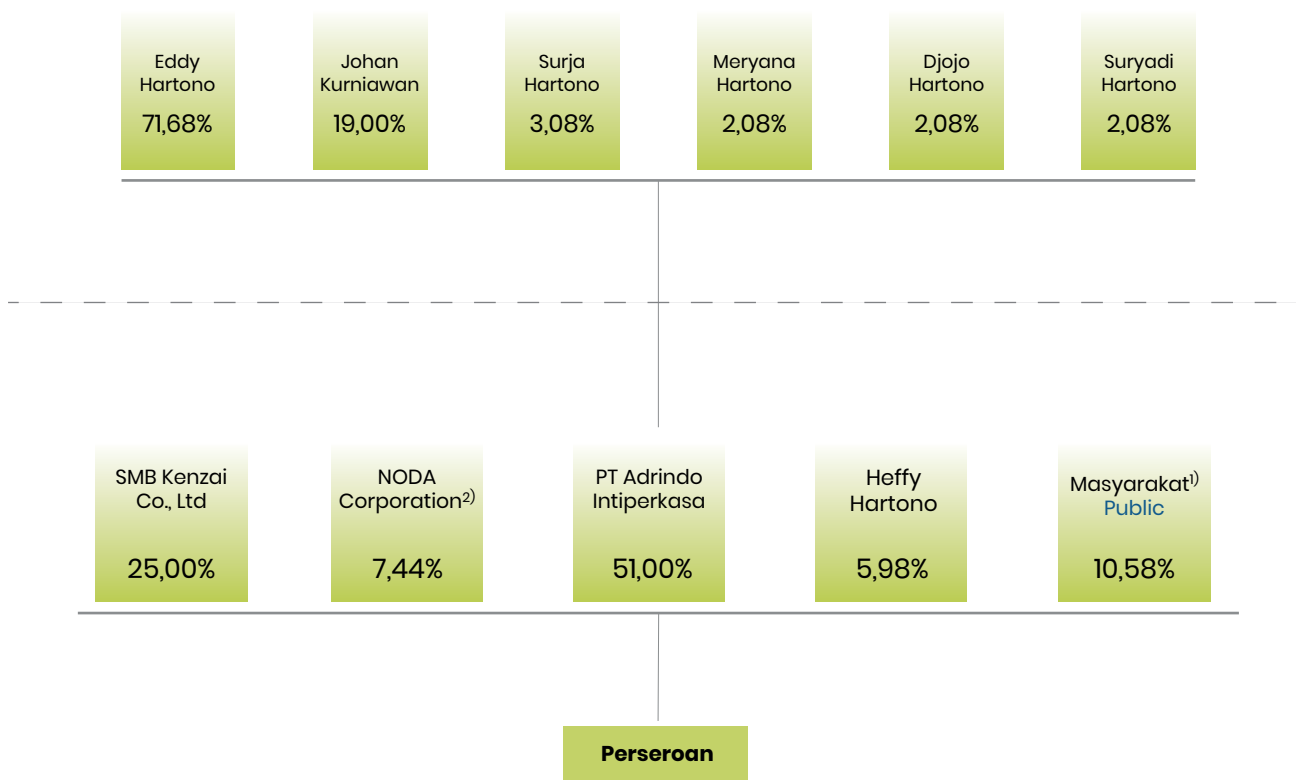 Eddy
Hartono
71,68%
Johan
Kurniawan
19,00%
Surja
Hartono
3,08%
Meryana
Hartono
2,08%
Djojo
Hartono
2,08%
Suryadi
Hartono
2,08%
SMB Kenzai
Co., Ltd
25,00%
NODA
Corporation²⁾
7,44%
PT Adrindo
Intiperkasa
51,00%
Heffy
Hartono
5,98%
Masyarakat¹⁾
Public
10,58%
Perseroan